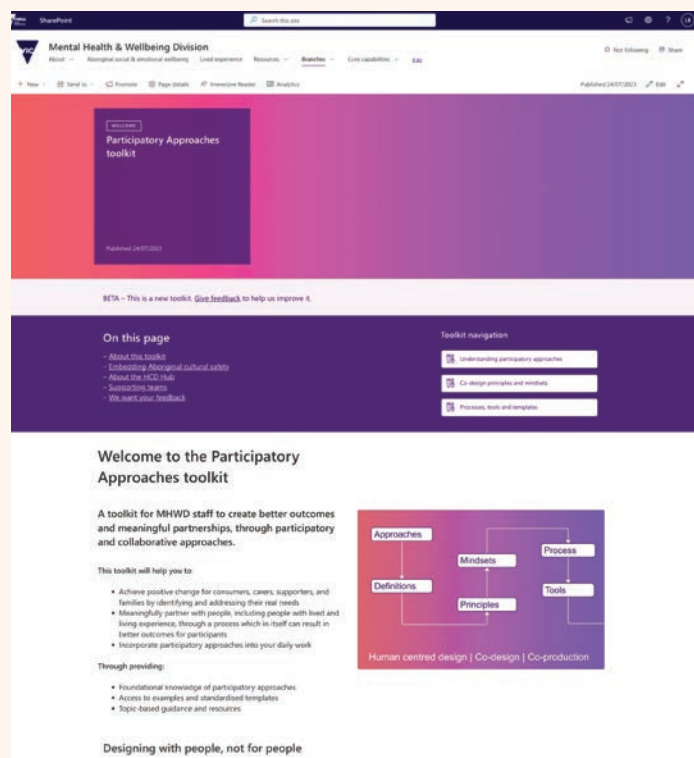 SharePoint
Search this site
?
LB
VIC
Mental Health & Wellbeing Division
About
Aboriginal social & emotional wellbeing
Lived experience
Resources
Branches
Core capabilities
Edit
Not following
Share
+ New
Send to
Promote
Page details
Immersive Reader
Analytics
Published 24/07/2023
Edit
WELCOME
Participatory Approaches
toolkit
Published 24/07/2023
BETA – This is a new toolkit. Give feedback to help us improve it.
On this page
– About this toolkit
– Embedding Aboriginal cultural safety
– About the HCD Hub
– Supporting teams
– We want your feedback
Toolkit navigation
Understanding participatory approaches
Co-design principles and mindsets
Processes, tools and templates
Welcome to the Participatory
Approaches toolkit
A toolkit for MHWD staff to create better outcomes
and meaningful partnerships, through participatory
and collaborative approaches.
This toolkit will help you to:
• Achieve positive change for consumers, carers, supporters, and
families by identifying and addressing their real needs
• Meaningfully partner with people, including people with lived and
living experience, through a process which in itself can result in
better outcomes for participants
• Incorporate participatory approaches into your daily work
Through providing:
• Foundational knowledge of participatory approaches
• Access to examples and standardised templates
• Topic-based guidance and resources
Approaches
Definitions
Mindsets
Principles
Process
Tools
Human centred design | Co-design | Co-production
Designing with people, not for people